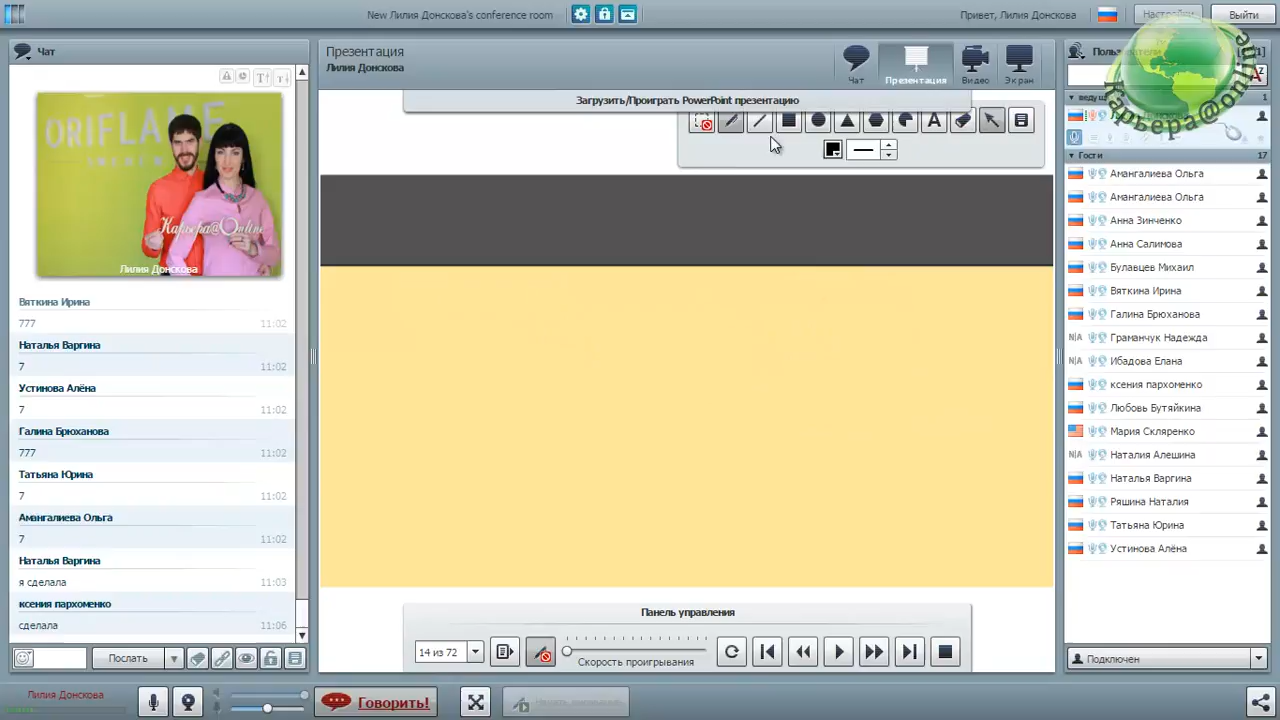 New Лилия Донскова's conference room
Привет, Лилия Донскова
Настройки
Выйти
Чат
ORIFLAME
Карьера@Online
Лилия Донскова
Вяткина Ирина
777
11:02
Наталья Варгина
7
11:02
Устинова Алёна
7
11:02
Галина Брюханова
777
11:02
Татьяна Юрина
7
11:02
Амангалиева Ольга
7
11:02
Наталья Варгина
я сделала
11:03
ксения пархоменко
сделала
11:06
Послать
Презентация
Лилия Донскова
Чат
Презентация
Видео
Экран
Загрузить/Проиграть PowerPoint презентацию
Панель управления
14 из 72
Скорость проигрывания
Карьера@online
1
Гости
17
Амангалиева Ольга
Амангалиева Ольга
Анна Зинченко
Анна Салимова
Булавцев Михаил
Вяткина Ирина
Галина Брюханова
N|A Граманчук Надежда
N|A Ибадова Елана
ксения пархоменко
Любовь Бутяйкина
Мария Скляренко
N|A Наталия Алешина
Наталья Варгина
Ряшина Наталия
Татьяна Юрина
Устинова Алёна
Подключен
Лилия Донскова
Говорить!